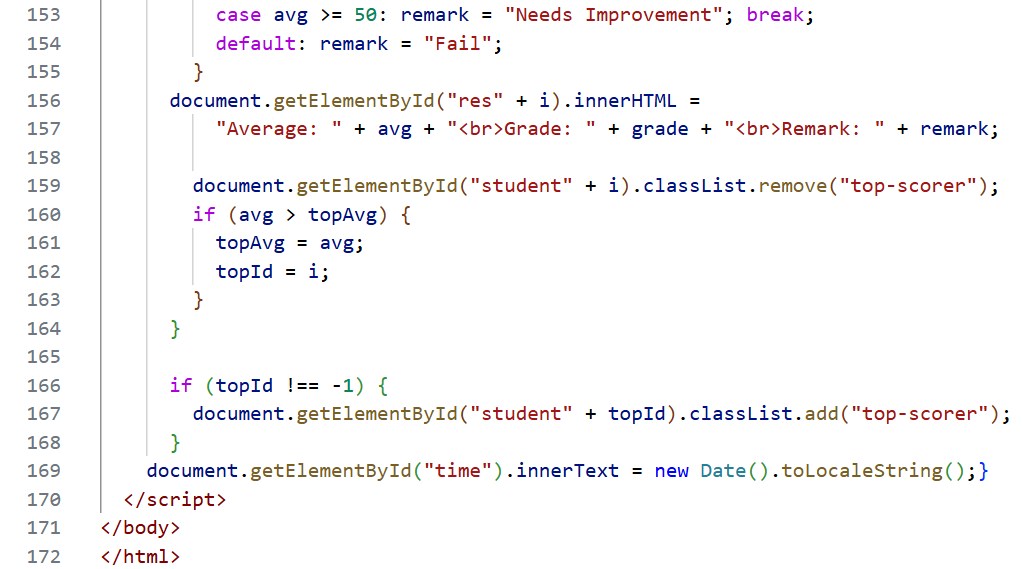 153 case avg >= 50: remark = "Needs Improvement"; break;
154 default: remark = "Fail";
155 }
156 document.getElementById("res" + i).innerHTML =
157 "Average: " + avg + "<br>Grade: " + grade + "<br>Remark: " + remark;
158
159 document.getElementById("student" + i).classList.remove("top-scorer");
160 if (avg > topAvg) {
161 topAvg = avg;
162 topId = i;
163 }
164 }
165
166 if (topId !== -1) {
167 document.getElementById("student" + topId).classList.add("top-scorer");
168 }
169 document.getElementById("time").innerText = new Date().toLocaleString();}
170 </script>
171 </body>
172 </html>